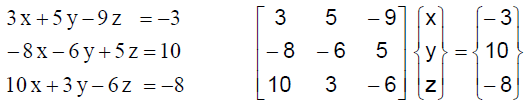 3x+5y-9z =-3 [3 5 -9; -8 -6 5; 10 3 -6] {x; y; z} = {-3; 10; -8}
-8x-6y+5z=10
10x+3y-6z =-8